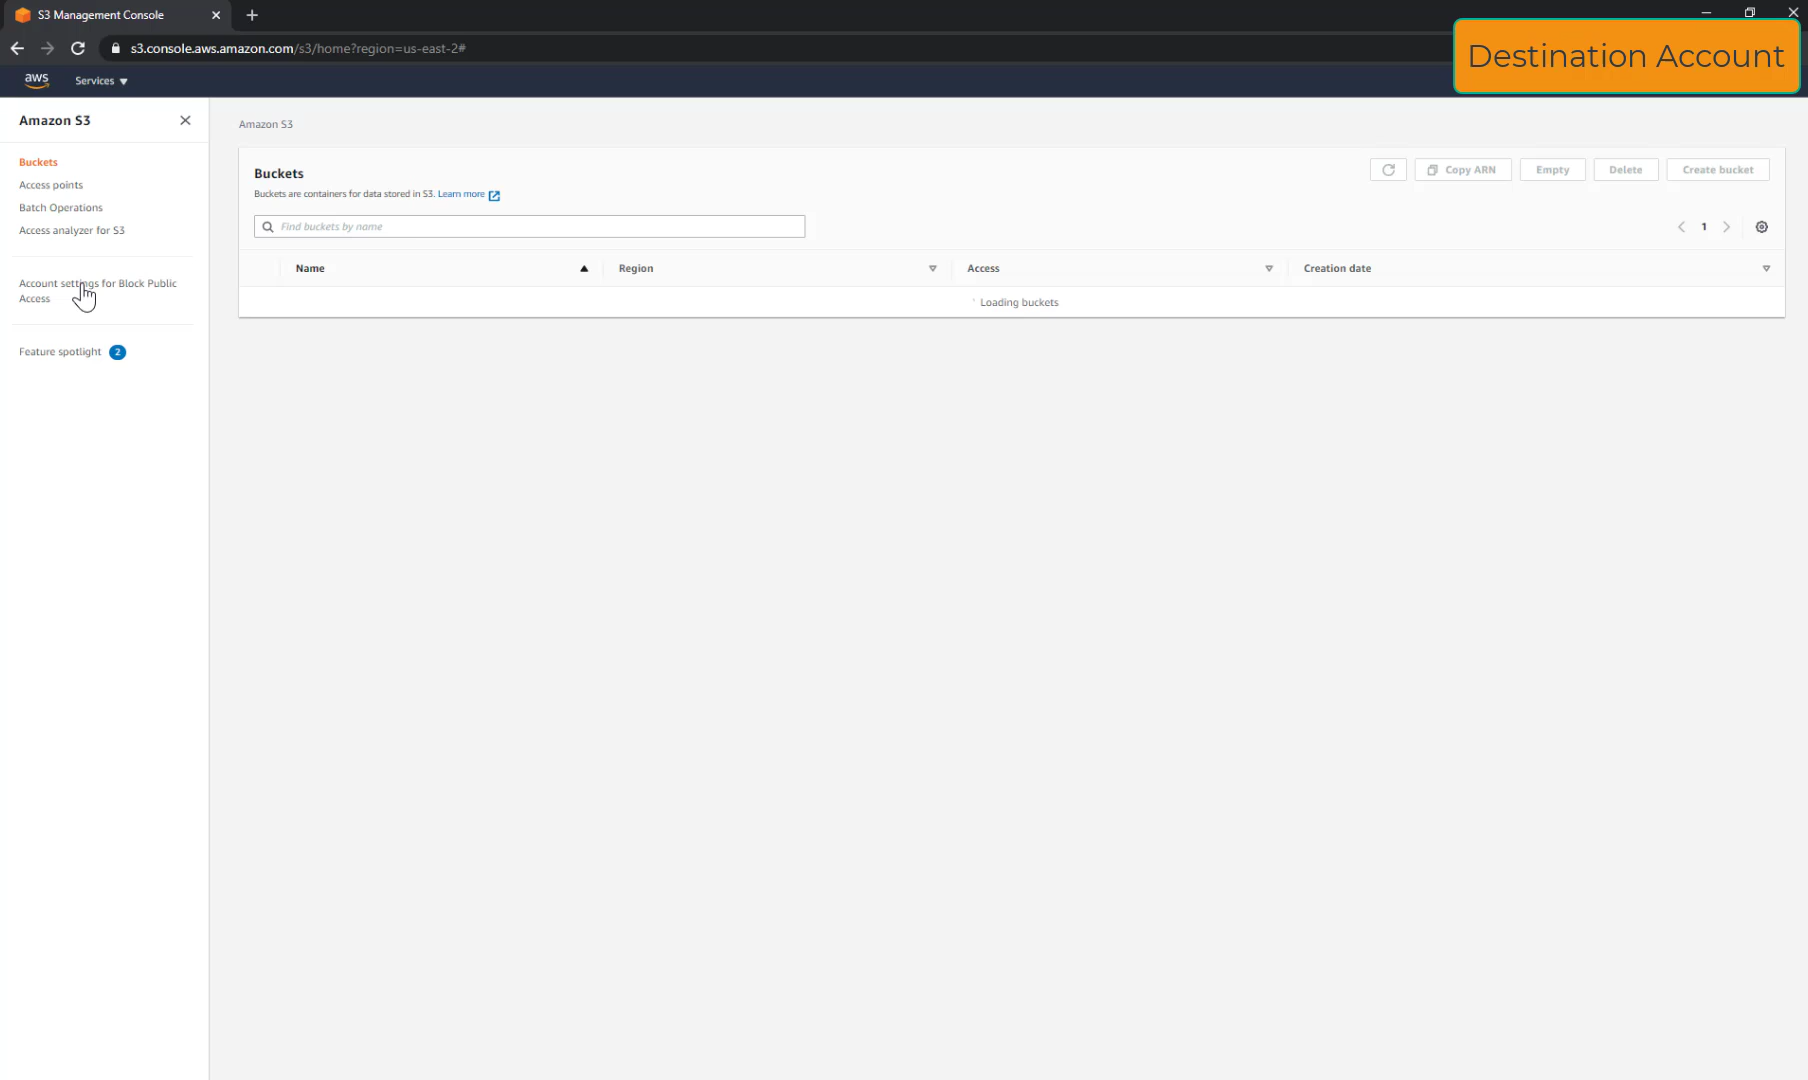 S3 Management Console
s3.console.aws.amazon.com/s3/home?region=us-east-2#
Destination Account
aws
Services
Amazon S3
Buckets
Access points
Batch Operations
Access analyzer for S3
Account settings for Block Public
Access
Feature spotlight 2
Amazon S3
Buckets
Copy ARN
Empty
Delete
Create bucket
Buckets are containers for data stored in S3. Learn more
Find buckets by name
1
Name
Region
Access
Creation date
Loading buckets